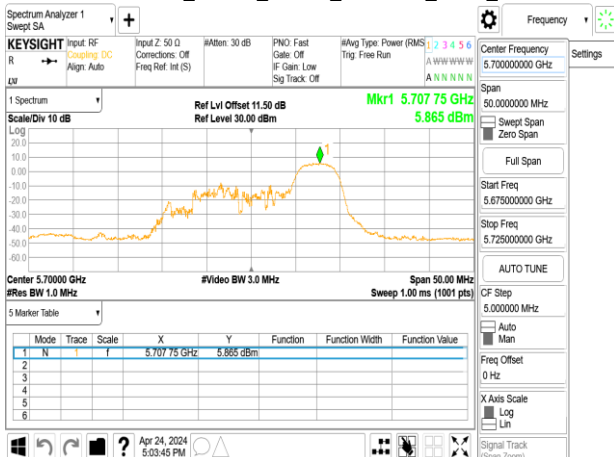 Spectrum Analyzer 1
Swept SA
Frequency
KEYSIGHT
R
LXI
Input: RF
Coupling: DC
Align: Auto
Input Z: 50 Ω
Corrections: Off
Freq Ref: Int (S)
#Atten: 30 dB
PNO: Fast
Gate: Off
IF Gain: Low
Sig Track: Off
#Avg Type: Power (RMS
Trig: Free Run
1 2 3 4 5 6
A W W W W W
A N N N N N
Center Frequency
5.700000000 GHz
Settings
Span
50.0000000 MHz
Swept Span
Zero Span
Full Span
Start Freq
5.675000000 GHz
Stop Freq
5.725000000 GHz
AUTO TUNE
CF Step
5.000000 MHz
Auto
Man
Freq Offset
0 Hz
X Axis Scale
Log
Lin
Signal Track
(Span Zoom)
1 Spectrum
Scale/Div 10 dB
Ref Lvl Offset 11.50 dB
Ref Level 30.00 dBm
Mkr1 5.707 75 GHz
5.865 dBm
Log
20.0
10.0
0.00
-10.0
-20.0
-30.0
-40.0
-50.0
-60.0
1
Center 5.70000 GHz
#Res BW 1.0 MHz
#Video BW 3.0 MHz
Span 50.00 MHz
Sweep 1.00 ms (1001 pts)
5 Marker Table
Mode Trace Scale X Y Function Function Width Function Value
1 N 1 f 5.707 75 GHz 5.865 dBm
2
3
4
5
6
?
Apr 24, 2024
5:03:45 PM